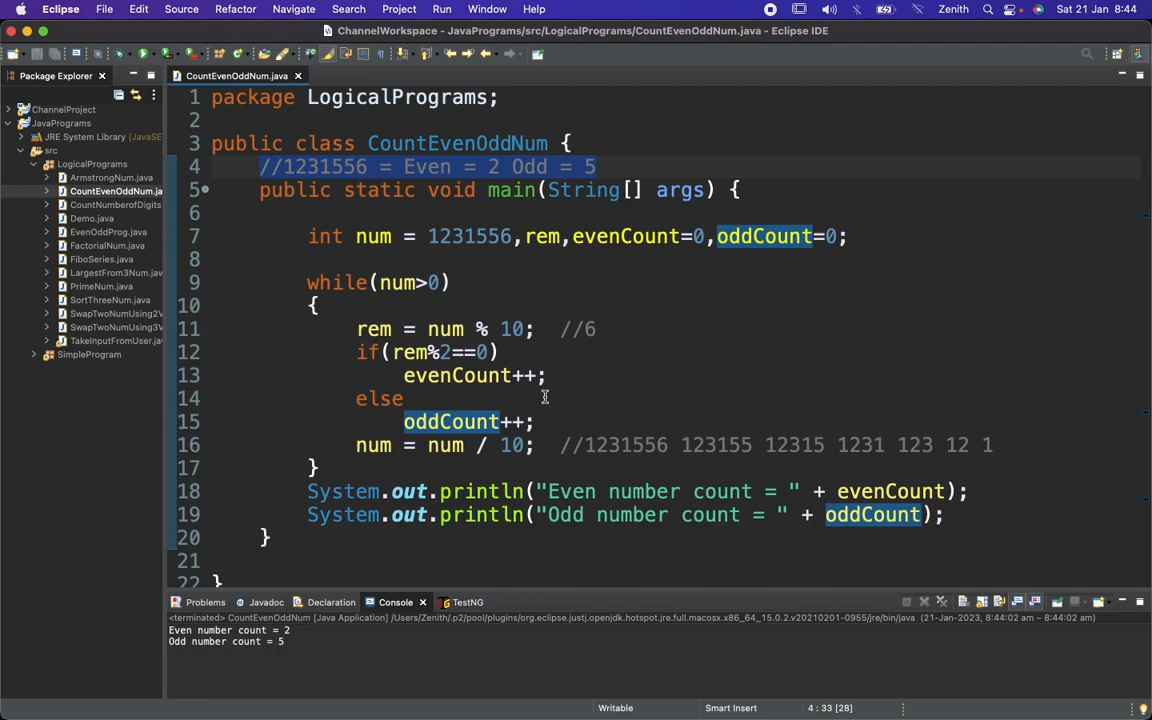 Eclipse File Edit Source Refactor Navigate Search Project Run Window Help Zenith Sat 21 Jan 8:44
ChannelWorkspace - JavaPrograms/src/LogicalPrograms/CountEvenOddNum.java - Eclipse IDE
Package Explorer
CountEvenOddNum.java
ChannelProject
JavaPrograms
JRE System Library [JavaSE
src
LogicalPrograms
ArmstrongNum.java
CountEvenOddNum.ja
CountNumberofDigits
Demo.java
EvenOddProg.java
FactorialNum.java
FiboSeries.java
LargestFrom3Num.jav
PrimeNum.java
SortThreeNum.java
SwapTwoNumUsing2V
SwapTwoNumUsing3V
TakeInputFromUser.ja
SimpleProgram
1 package LogicalPrograms;
2
3 public class CountEvenOddNum {
4 //1231556 = Even = 2 Odd = 5
5 public static void main(String[] args) {
6
7 int num = 1231556,rem,evenCount=0,oddCount=0;
8
9 while(num>0)
10 {
11 rem = num % 10; //6
12 if(rem%2==0)
13 evenCount++;
14 else
15 oddCount++;
16 num = num / 10; //1231556 123155 12315 1231 123 12 1
17 }
18 System.out.println("Even number count = " + evenCount);
19 System.out.println("Odd number count = " + oddCount);
20 }
21
22 }
Problems Javadoc Declaration Console TestNG
<terminated> CountEvenOddNum [Java Application] /Users/Zenith/.p2/pool/plugins/org.eclipse.justj.openjdk.hotspot.jre.full.macosx.x86_64_15.0.2.v20210201-0955/jre/bin/java (21-Jan-2023, 8:44:02 am – 8:44:02 am)
Even number count = 2
Odd number count = 5
Writable Smart Insert 4 : 33 [28]